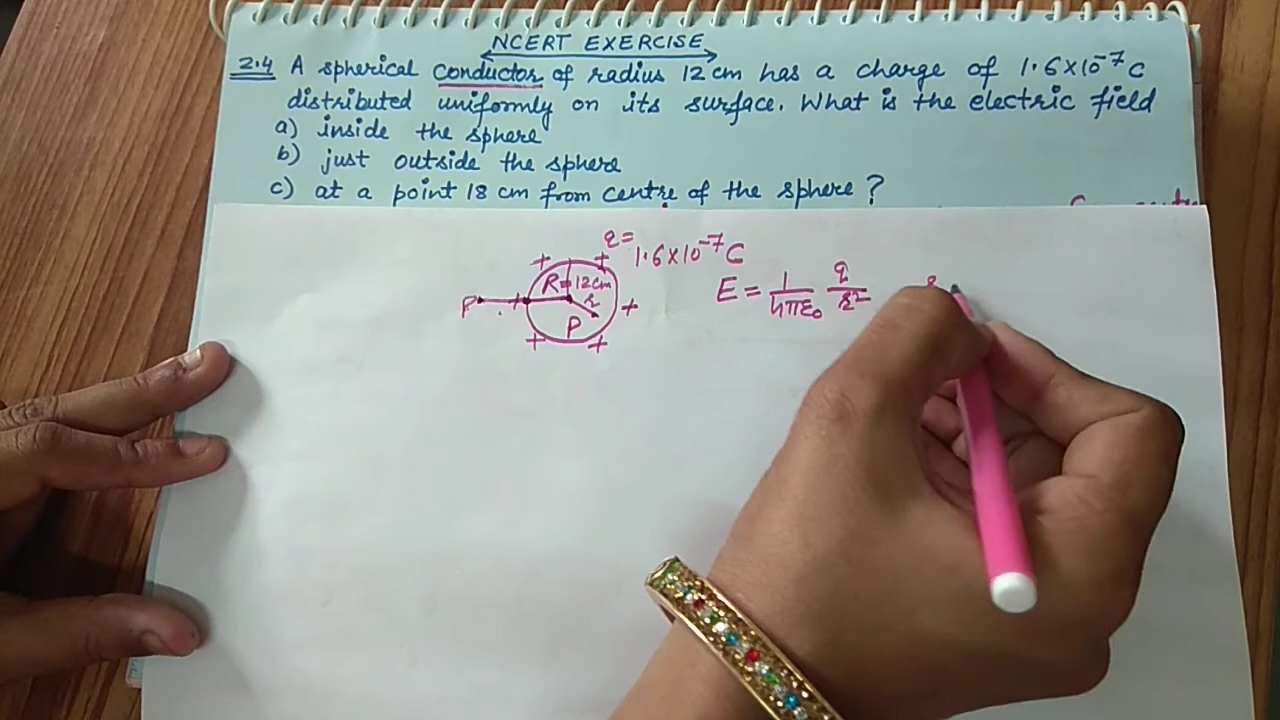 NCERT EXERCISE
2.4 A spherical conductor of radius 12 cm has a charge of 1.6×10⁻⁷ C
distributed uniformly on its surface. What is the electric field
a) inside the sphere
b) just outside the sphere
c) at a point 18 cm from centre of the sphere ?
q = 1.6×10⁻⁷ C
+ + + + + +
R = 12cm
r
P
P
E = 1/4πε₀ q/r²